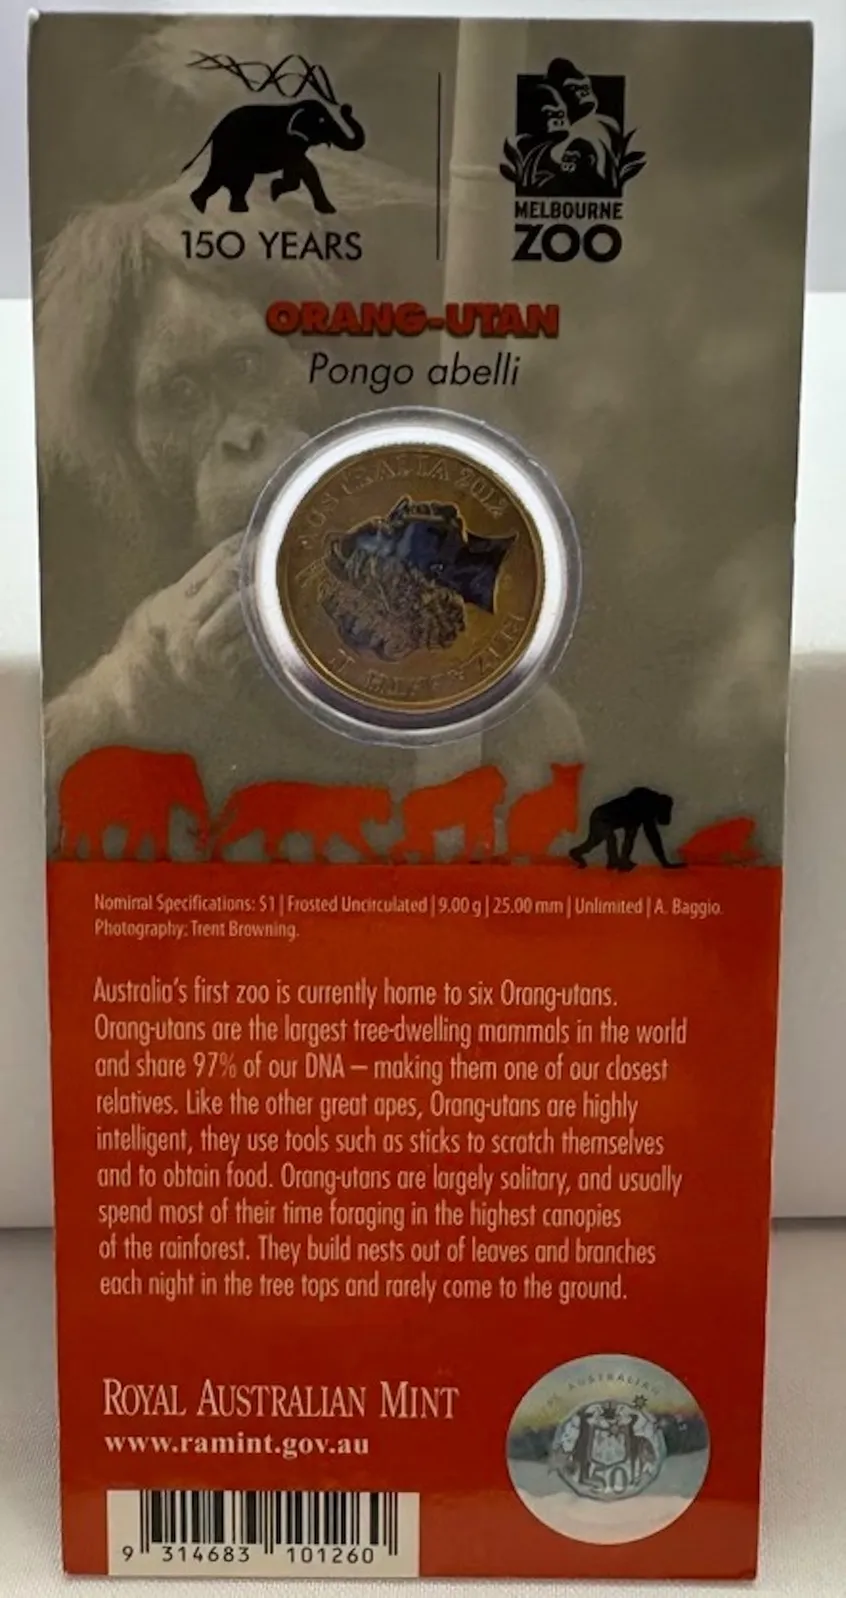 150 YEARS
MELBOURNE
ZOO
ORANG-UTAN
Pongo abelli
AUSTRALIA 2012
ELIZABETH II
Nominal Specifications: $1 | Frosted Uncirculated | 9.00 g | 25.00 mm | Unlimited | A. Baggio.
Photography: Trent Browning.
Australia's first zoo is currently home to six Orang-utans.
Orang-utans are the largest tree-dwelling mammals in the world
and share 97% of our DNA – making them one of our closest
relatives. Like the other great apes, Orang-utans are highly
intelligent, they use tools such as sticks to scratch themselves
and to obtain food. Orang-utans are largely solitary, and usually
spend most of their time foraging in the highest canopies
of the rainforest. They build nests out of leaves and branches
each night in the tree tops and rarely come to the ground.
ROYAL AUSTRALIAN MINT
www.ramint.gov.au
AUSTRALIAN
50
9 314683 101260